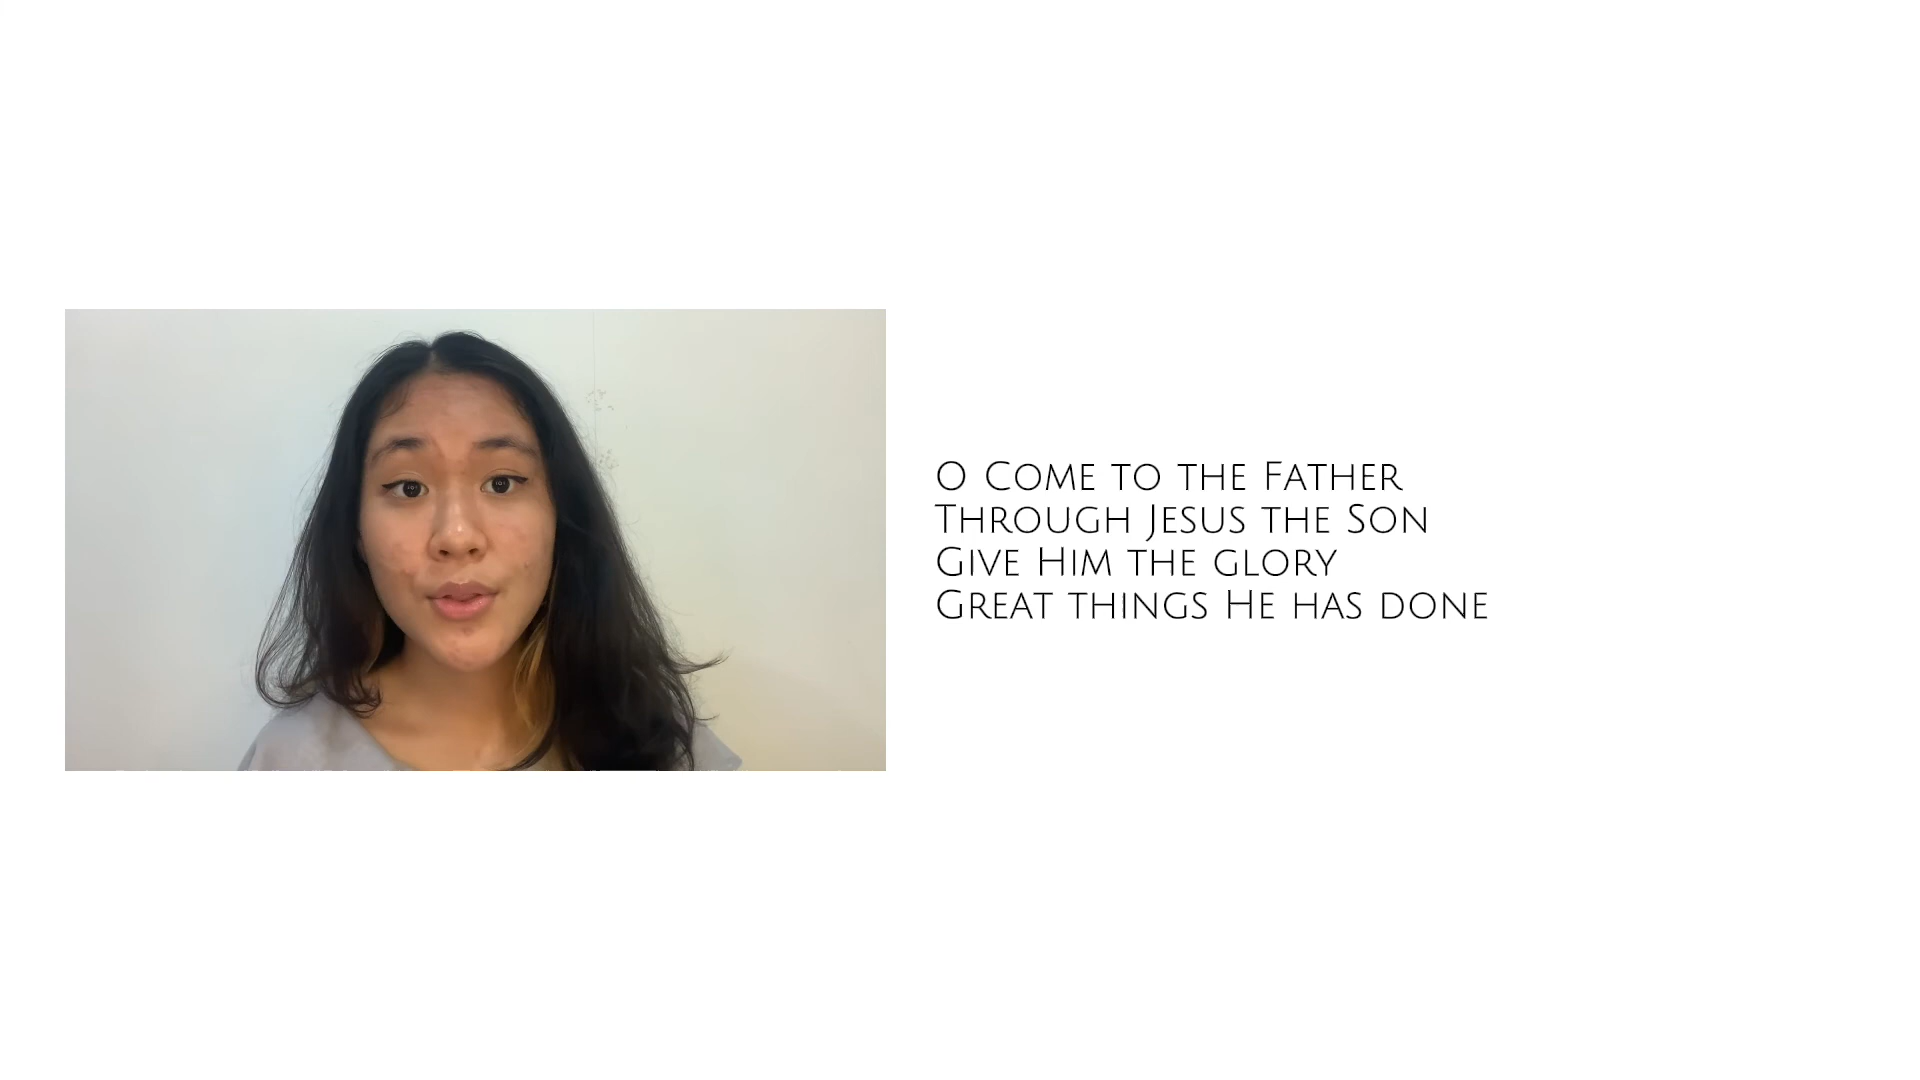 O Come to the Father
Through Jesus the Son
Give Him the glory
Great things He has done